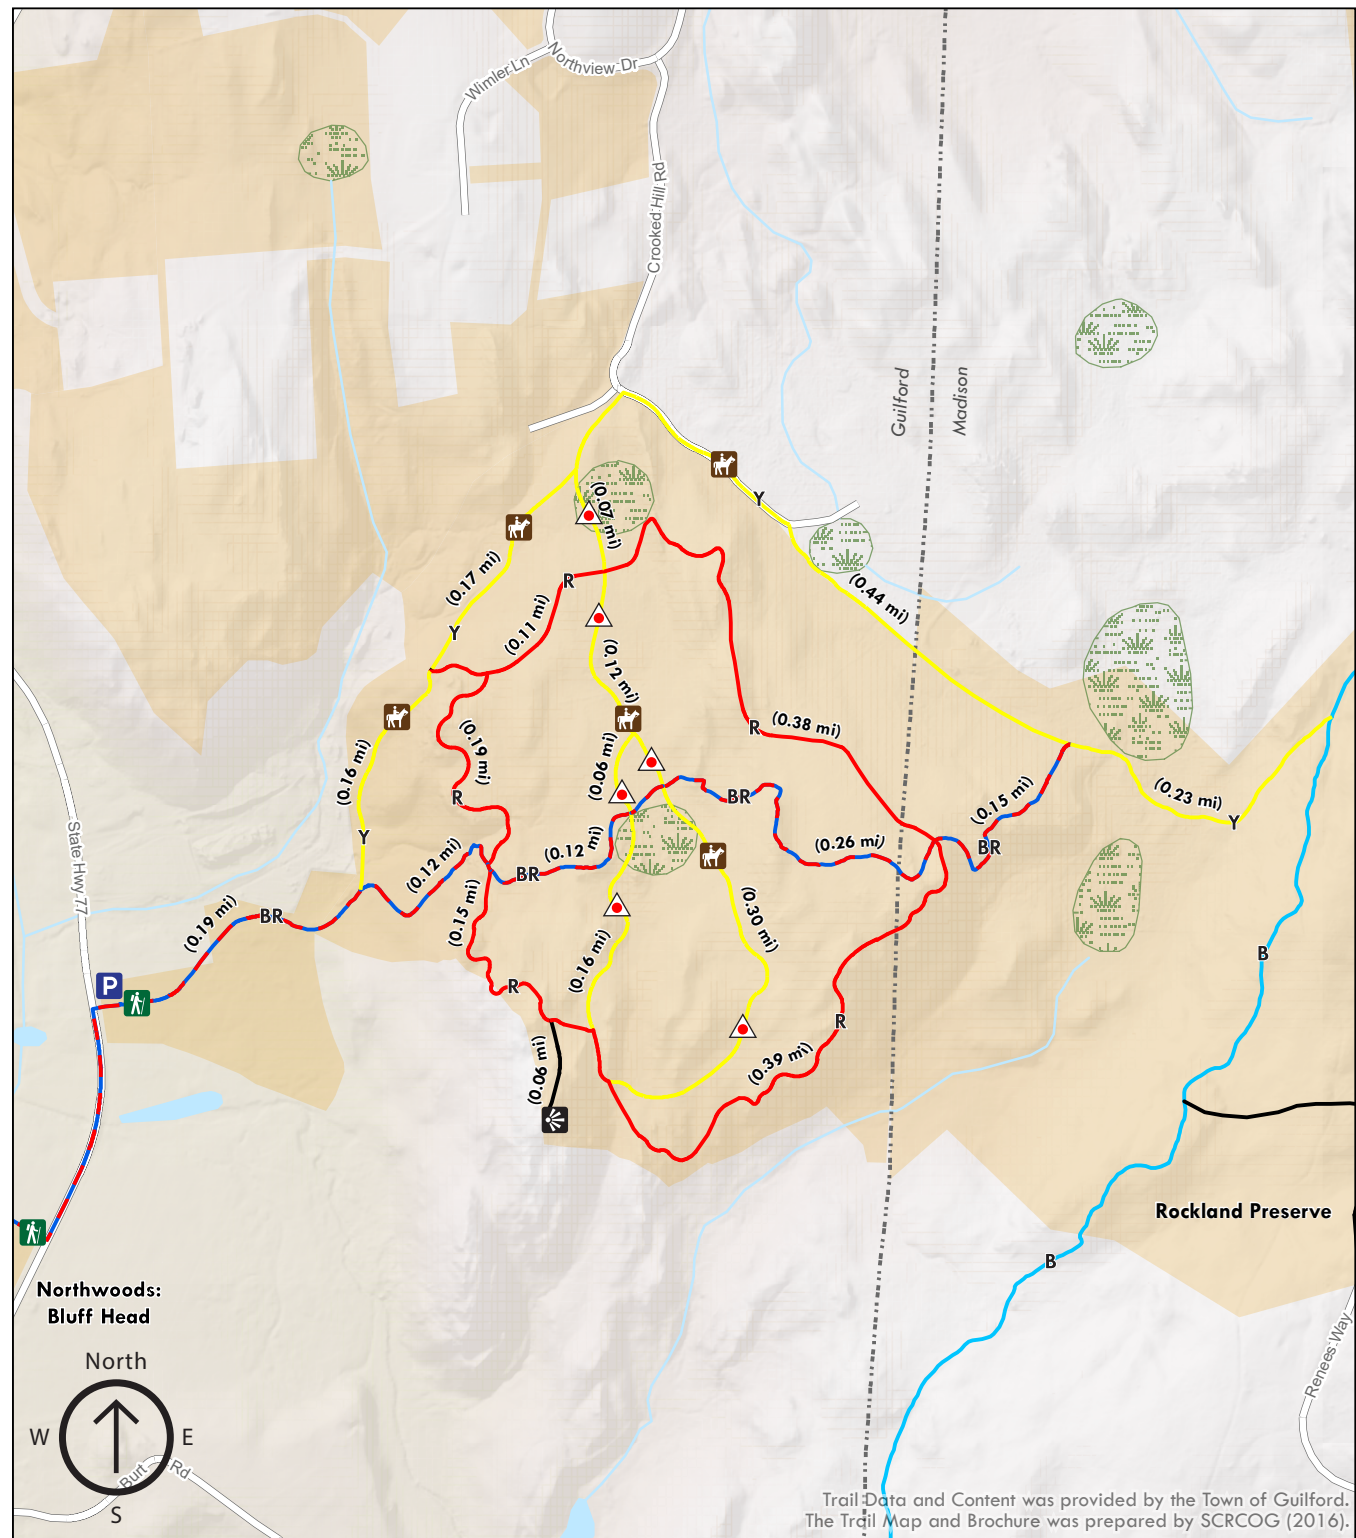 Northview Dr
Wimler Ln
Crooked Hill Rd
Guilford
Madison
(0.07 mi)
Y
R
(0.17 mi)
(0.11 mi)
(0.44 mi)
Y
(0.12 mi)
(0.19 mi)
R
(0.38 mi)
(0.16 mi)
(0.06 mi)
R
BR
(0.15 mi)
(0.23 mi)
Y
State Hwy 77
Y
(0.12 mi)
BR
(0.12 mi)
(0.26 mi)
BR
(0.19 mi)
BR
(0.15 mi)
(0.30 mi)
(0.16 mi)
B
P
R
R
(0.06 mi)
(0.39 mi)
Rockland Preserve
B
Northwoods:
Bluff Head
North
W
E
S
Burt Rd
Renees Way
Trail Data and Content was provided by the Town of Guilford.
The Trail Map and Brochure was prepared by SCRCOG (2016).